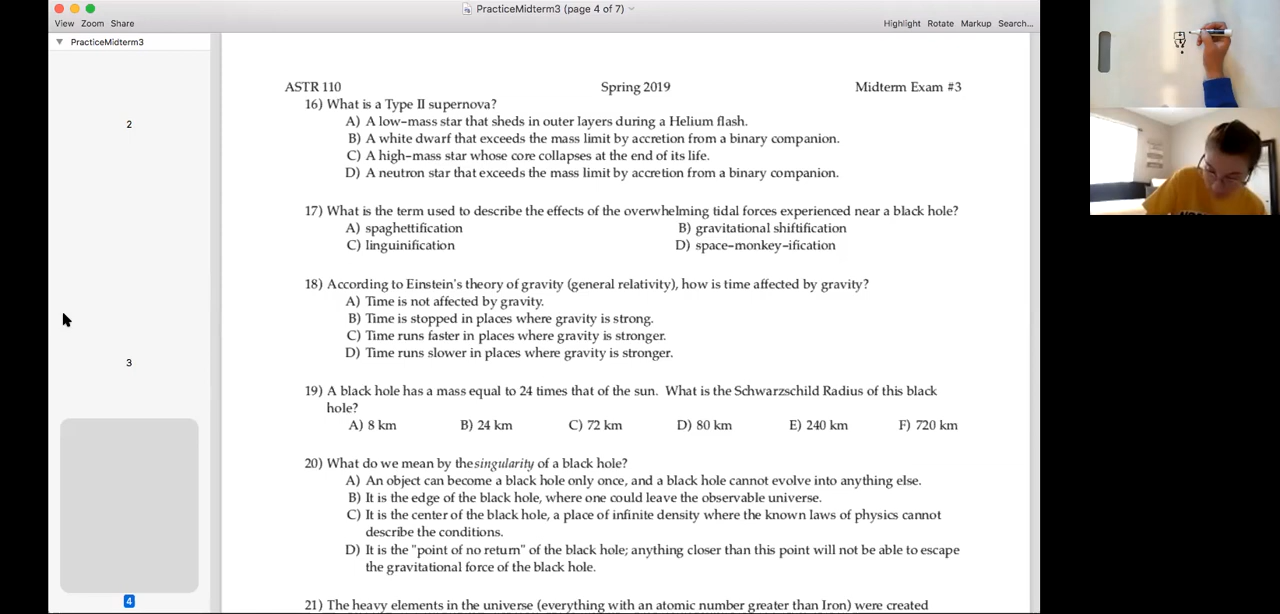 PracticeMidterm3 (page 4 of 7)
View Zoom Share
Highlight Rotate Markup Search...
PracticeMidterm3
2
3
4
ASTR 110 Spring 2019 Midterm Exam #3
16) What is a Type II supernova?
A) A low-mass star that sheds in outer layers during a Helium flash.
B) A white dwarf that exceeds the mass limit by accretion from a binary companion.
C) A high-mass star whose core collapses at the end of its life.
D) A neutron star that exceeds the mass limit by accretion from a binary companion.
17) What is the term used to describe the effects of the overwhelming tidal forces experienced near a black hole?
A) spaghettification B) gravitational shiftification
C) linguinification D) space-monkey-ification
18) According to Einstein's theory of gravity (general relativity), how is time affected by gravity?
A) Time is not affected by gravity.
B) Time is stopped in places where gravity is strong.
C) Time runs faster in places where gravity is stronger.
D) Time runs slower in places where gravity is stronger.
19) A black hole has a mass equal to 24 times that of the sun. What is the Schwarzschild Radius of this black
hole?
A) 8 km B) 24 km C) 72 km D) 80 km E) 240 km F) 720 km
20) What do we mean by the singularity of a black hole?
A) An object can become a black hole only once, and a black hole cannot evolve into anything else.
B) It is the edge of the black hole, where one could leave the observable universe.
C) It is the center of the black hole, a place of infinite density where the known laws of physics cannot
describe the conditions.
D) It is the "point of no return" of the black hole; anything closer than this point will not be able to escape
the gravitational force of the black hole.
21) The heavy elements in the universe (everything with an atomic number greater than Iron) were created